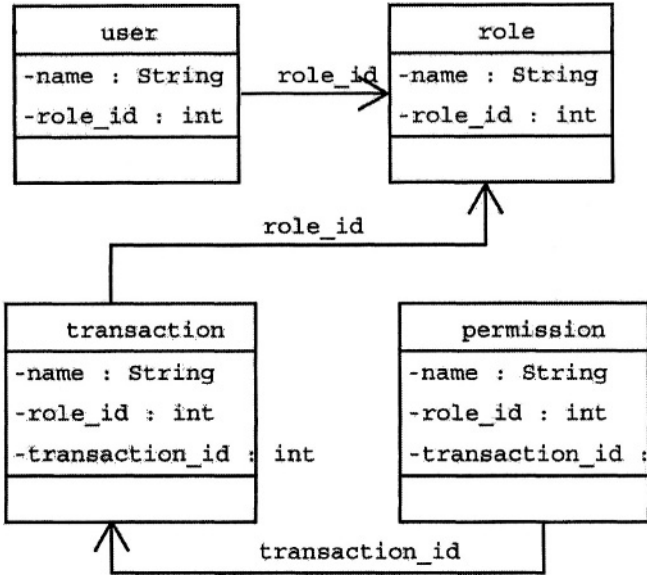 user
-name : String
-role_id : int
role_id
role
-name : String
-role_id : int
role_id
transaction
-name : String
-role_id : int
-transaction_id : int
permission
-name : String
-role_id : int
-transaction_id :
transaction_id